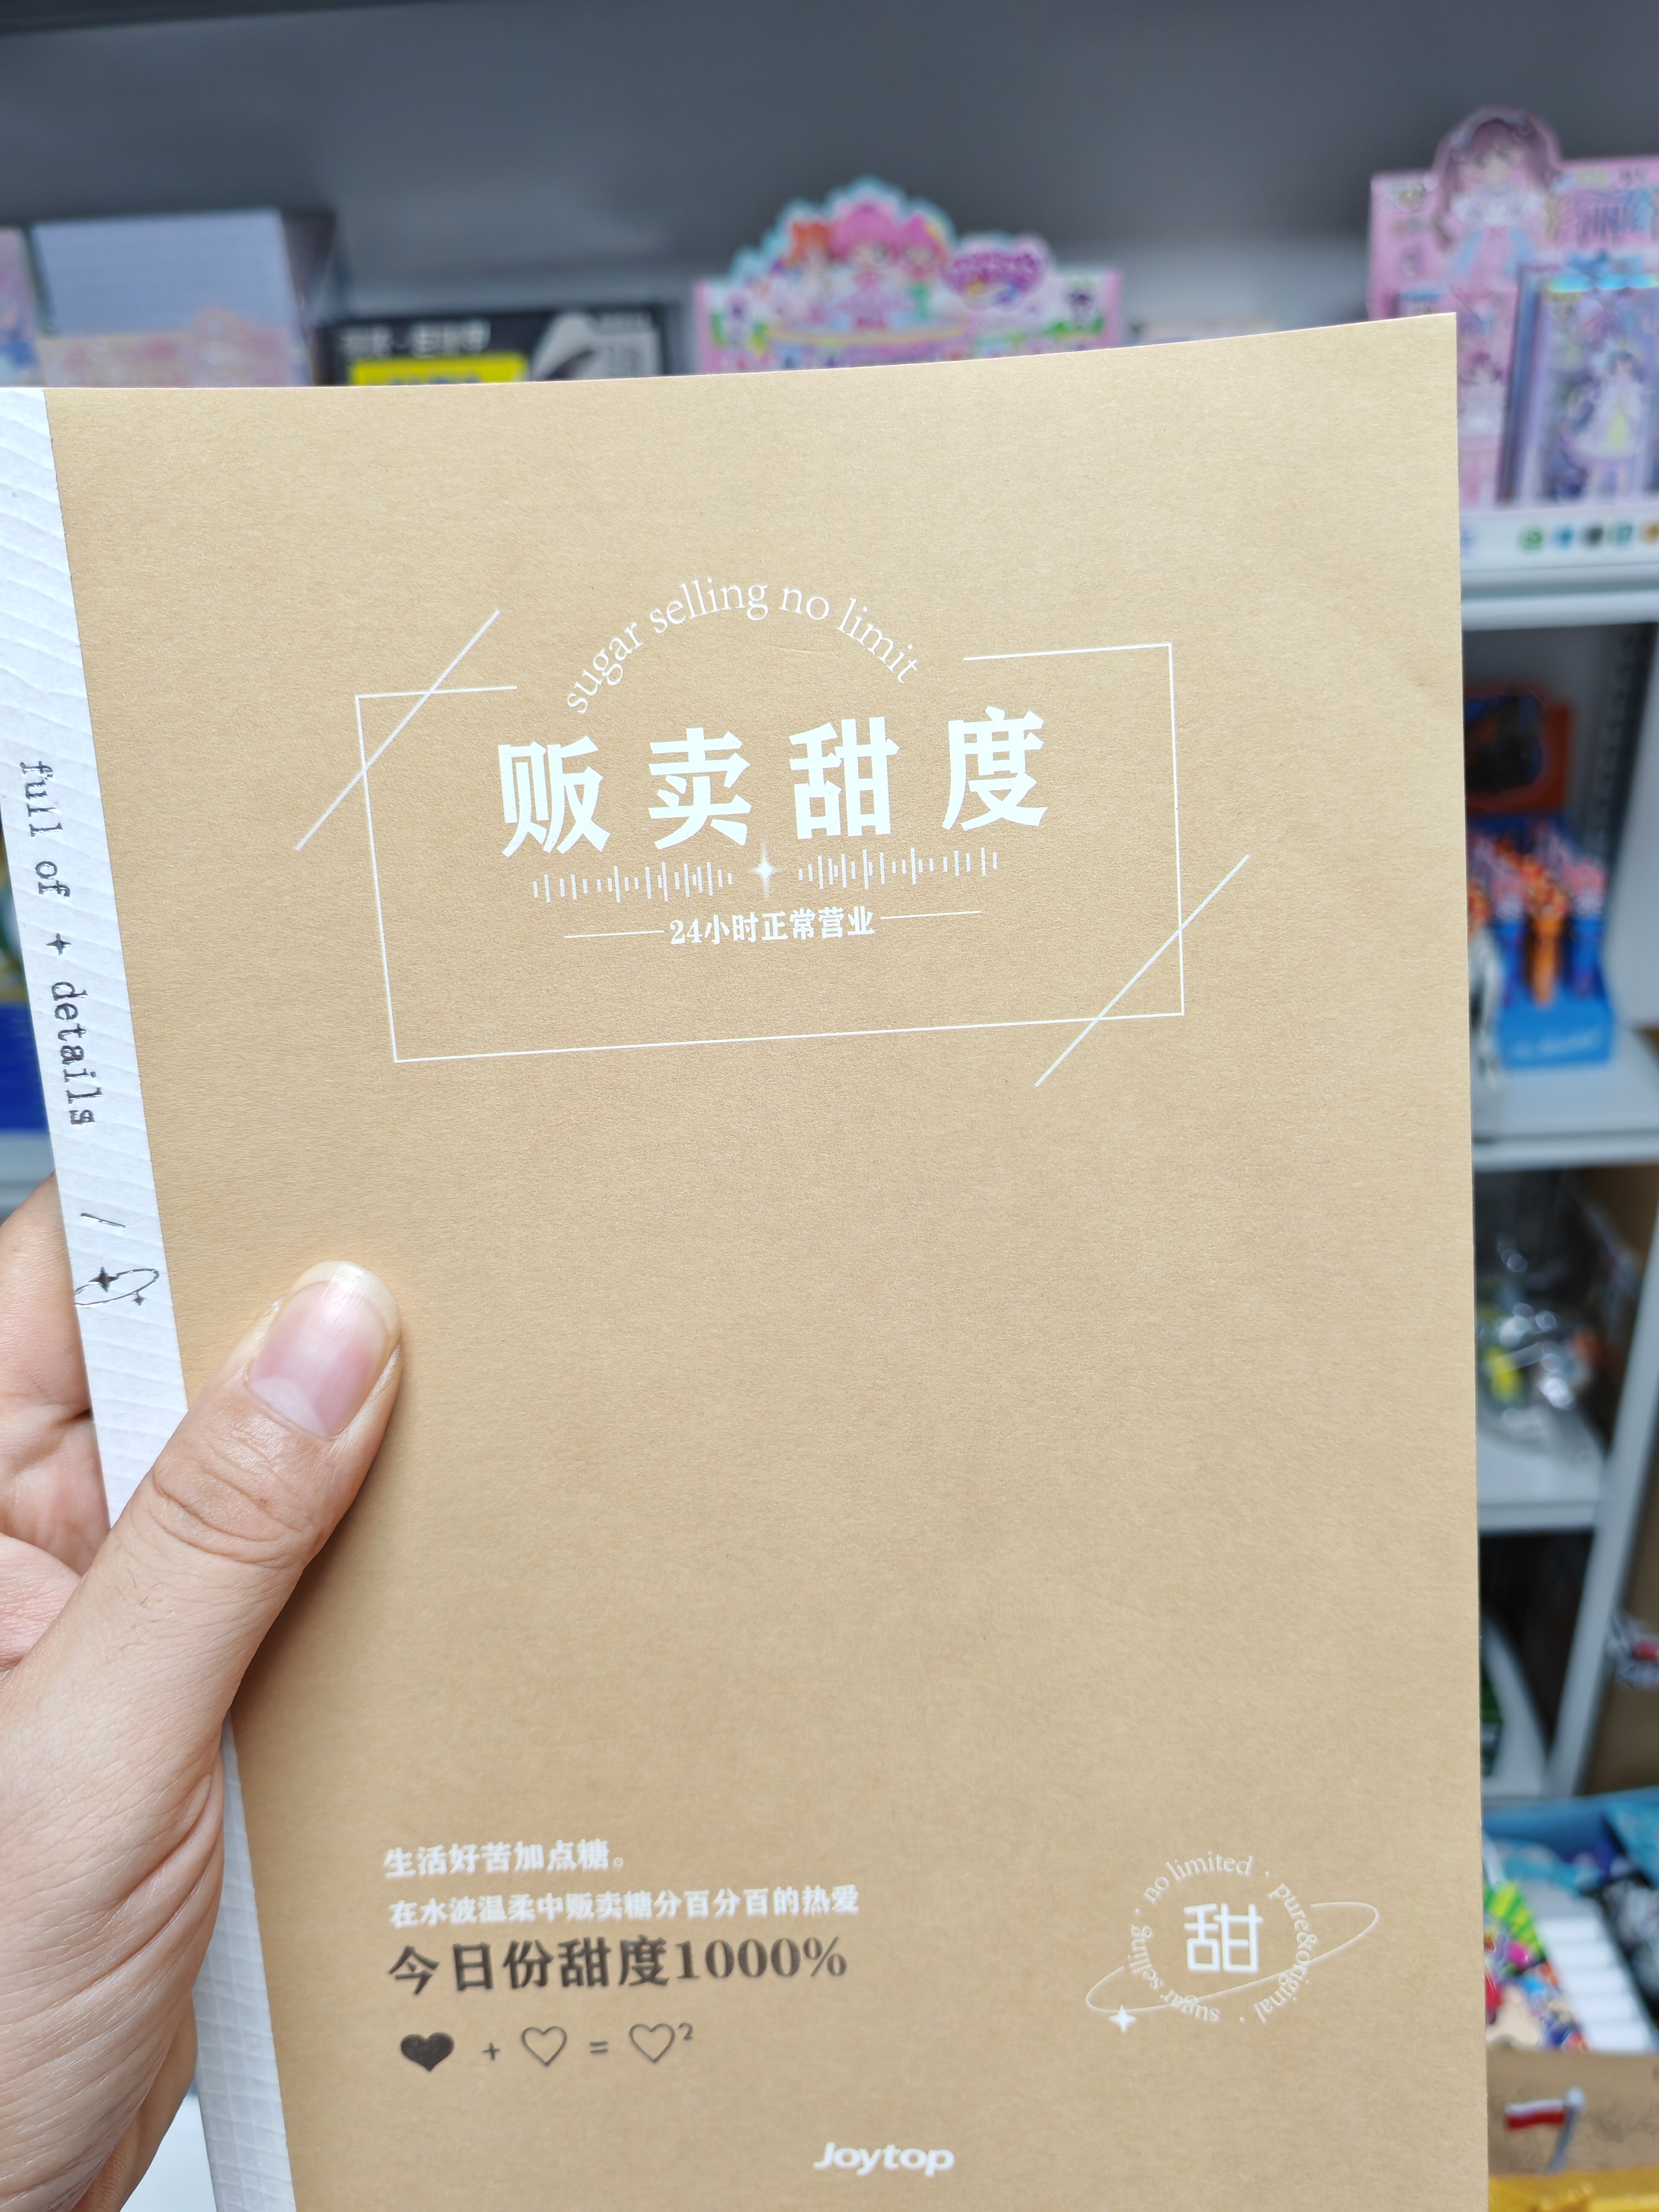 sugar selling no limit
贩卖甜度
24小时正常营业
full of ✦ details /
生活好苦加点糖。
在水波温柔中贩卖糖分百分百的热爱
今日份甜度1000%
♥ + ♡ = ♡²
no limited · pure&original · sugar selling ·
甜
Joytop